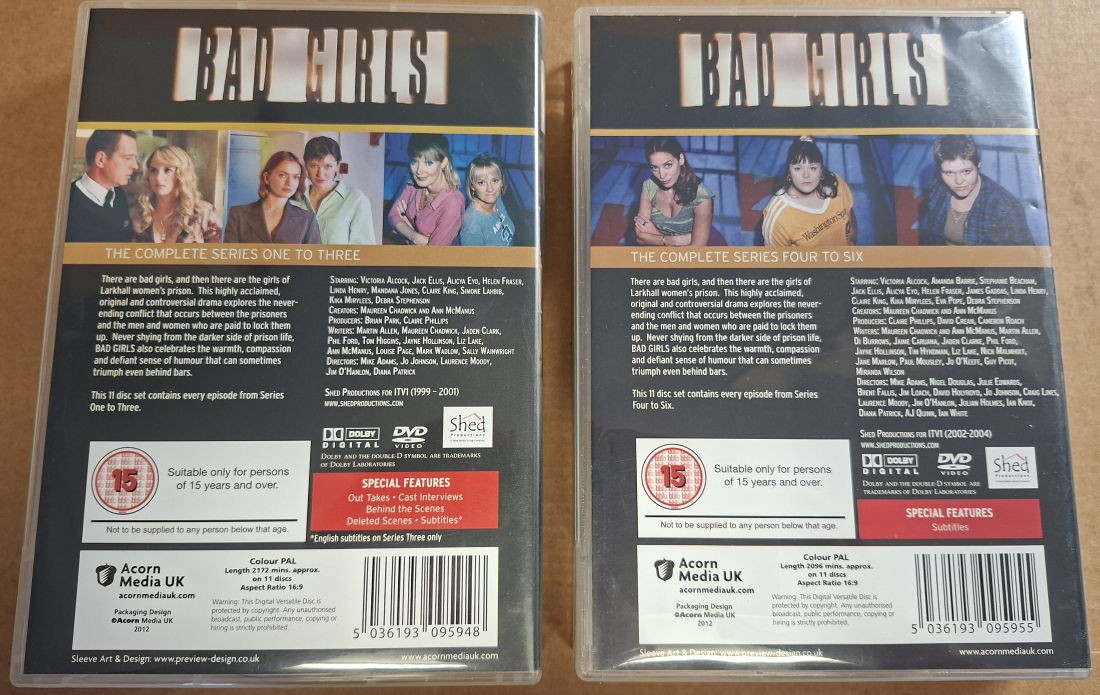 BAD GIRLS
THE COMPLETE SERIES ONE TO THREE
There are bad girls, and then there are the girls of
Larkhall women's prison. This highly acclaimed,
original and controversial drama explores the never-
ending conflict that occurs between the prisoners
and the men and women who are paid to lock them
up. Never shying from the darker side of prison life,
BAD GIRLS also celebrates the warmth, compassion
and defiant sense of humour that can sometimes
triumph even behind bars.
This 11 disc set contains every episode from Series
One to Three.
STARRING: VICTORIA ALCOCK, JACK ELLIS, ALICYA EYO, HELEN FRASER,
LINDA HENRY, MANDANA JONES, CLAIRE KING, SIMONE LAHBIB,
KIKA MIRYLEES, DEBRA STEPHENSON
CREATORS: MAUREEN CHADWICK AND ANN MCMANUS
PRODUCERS: BRIAN PARK, CLAIRE PHILLIPS
WRITERS: MARTIN ALLEN, MAUREEN CHADWICK, JADEN CLARK,
PHIL FORD, TOM HIGGINS, JAYNE HOLLINSON, LIZ LAKE,
ANN MCMANUS, LOUISE PAGE, MARK WADLOW, SALLY WAINWRIGHT
DIRECTORS: MIKE ADAMS, JO JOHNSON, LAURENCE MOODY,
JIM O'HANLON, DIANA PATRICK
SHED PRODUCTIONS FOR ITV1 (1999 – 2001)
WWW.SHEDPRODUCTIONS.COM
DOLBY
DIGITAL
DVD
VIDEO
Shed
Productions
DOLBY AND THE DOUBLE-D SYMBOL ARE TRADEMARKS
OF DOLBY LABORATORIES
15
Suitable only for persons
of 15 years and over.
Not to be supplied to any person below that age.
SPECIAL FEATURES
Out Takes • Cast Interviews
Behind the Scenes
Deleted Scenes • Subtitles*
*English subtitles on Series Three only
Acorn
Media UK
acornmediauk.com
Packaging Design
©Acorn Media UK
2012
Colour PAL
Length 2172 mins. approx.
on 11 discs
Aspect Ratio 16:9
Warning: This Digital Versatile Disc is
protected by copyright. Any unauthorised
broadcast, public performance, copying or
hiring is strictly prohibited.
5 036193 095948
Sleeve Art & Design: www.preview-design.co.uk
www.acornmediauk.com
BAD GIRLS
Washington Spa
THE COMPLETE SERIES FOUR TO SIX
There are bad girls, and then there are the girls of
Larkhall women's prison. This highly acclaimed,
original and controversial drama explores the never-
ending conflict that occurs between the prisoners
and the men and women who are paid to lock them
up. Never shying from the darker side of prison life,
BAD GIRLS also celebrates the warmth, compassion
and defiant sense of humour that can sometimes
triumph even behind bars.
This 11 disc set contains every episode from Series
Four to Six.
STARRING: VICTORIA ALCOCK, AMANDA BARRIE, STEPHANIE BEACHAM,
JACK ELLIS, ALICYA EYO, HELEN FRASER, JAMES GADDAS, LINDA HENRY,
CLAIRE KING, KIKA MIRYLEES, EVA POPE, DEBRA STEPHENSON
CREATORS: MAUREEN CHADWICK AND ANN MCMANUS
PRODUCERS: CLAIRE PHILLIPS, DAVID CREAN, CAMERON ROACH
WRITERS: MAUREEN CHADWICK AND ANN MCMANUS, MARTIN ALLEN,
DI BURROWS, JAIME CARUANA, JADEN CLARKE, PHIL FORD,
JAYNE HOLLINSON, TIM HYNDMAN, LIZ LAKE, NICK MALMHOLT,
JANE MARLOW, PAUL MOUSLEY, JO O'KEEFE, GUY PICOT,
MIRANDA WILSON
DIRECTORS: MIKE ADAMS, NIGEL DOUGLAS, JULIE EDWARDS,
BRENT FALLIS, JIM LOACH, DAVID HOLYROYD, JO JOHNSON, CRAIG LINES,
LAURENCE MOODY, JIM O'HANLON, JULIAN HOLMES, IAN KNOX,
DIANA PATRICK, AJ QUINN, IAN WHITE
SHED PRODUCTIONS FOR ITV1 (2002-2004)
WWW.SHEDPRODUCTIONS.COM
DOLBY
DIGITAL
DVD
VIDEO
Shed
Productions
DOLBY AND THE DOUBLE-D SYMBOL ARE
TRADEMARKS OF DOLBY LABORATORIES
15
Suitable only for persons
of 15 years and over.
Not to be supplied to any person below that age.
SPECIAL FEATURES
Subtitles
Acorn
Media UK
acornmediauk.com
Packaging Design
©Acorn Media UK
2012
Colour PAL
Length 2096 mins. approx.
on 11 discs
Aspect Ratio 16:9
Warning: This Digital Versatile Disc is
protected by copyright. Any unauthorised
broadcast, public performance, copying or
hiring is strictly prohibited.
5 036193 095955
Sleeve Art & Design: www.preview-design.co.uk
www.acornmediauk.com